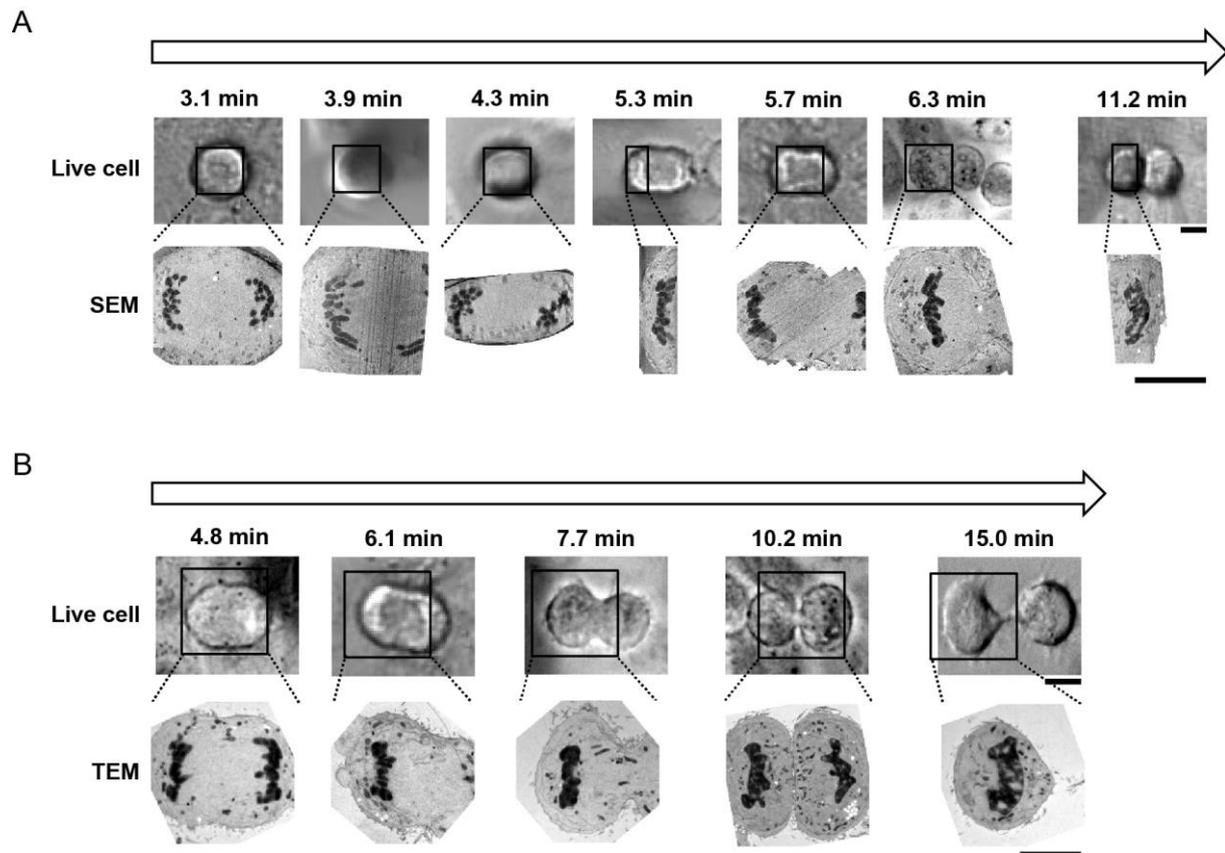 A
3.1 min 3.9 min 4.3 min 5.3 min 5.7 min 6.3 min 11.2 min
Live cell
SEM
B
4.8 min 6.1 min 7.7 min 10.2 min 15.0 min
Live cell
TEM